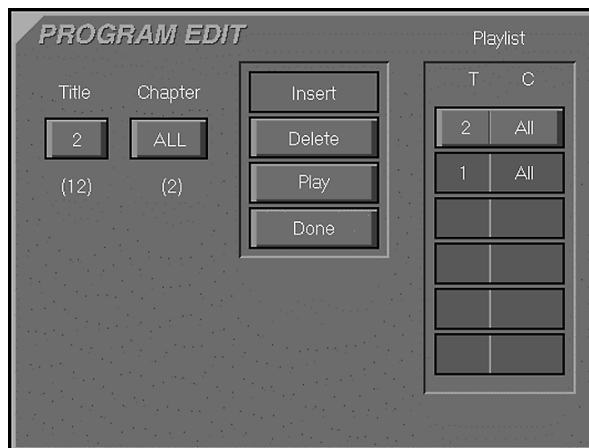 PROGRAM EDIT
Playlist
Title Chapter
2 ALL
(12) (2)
Insert
Delete
Play
Done
T C
2 All
1 All